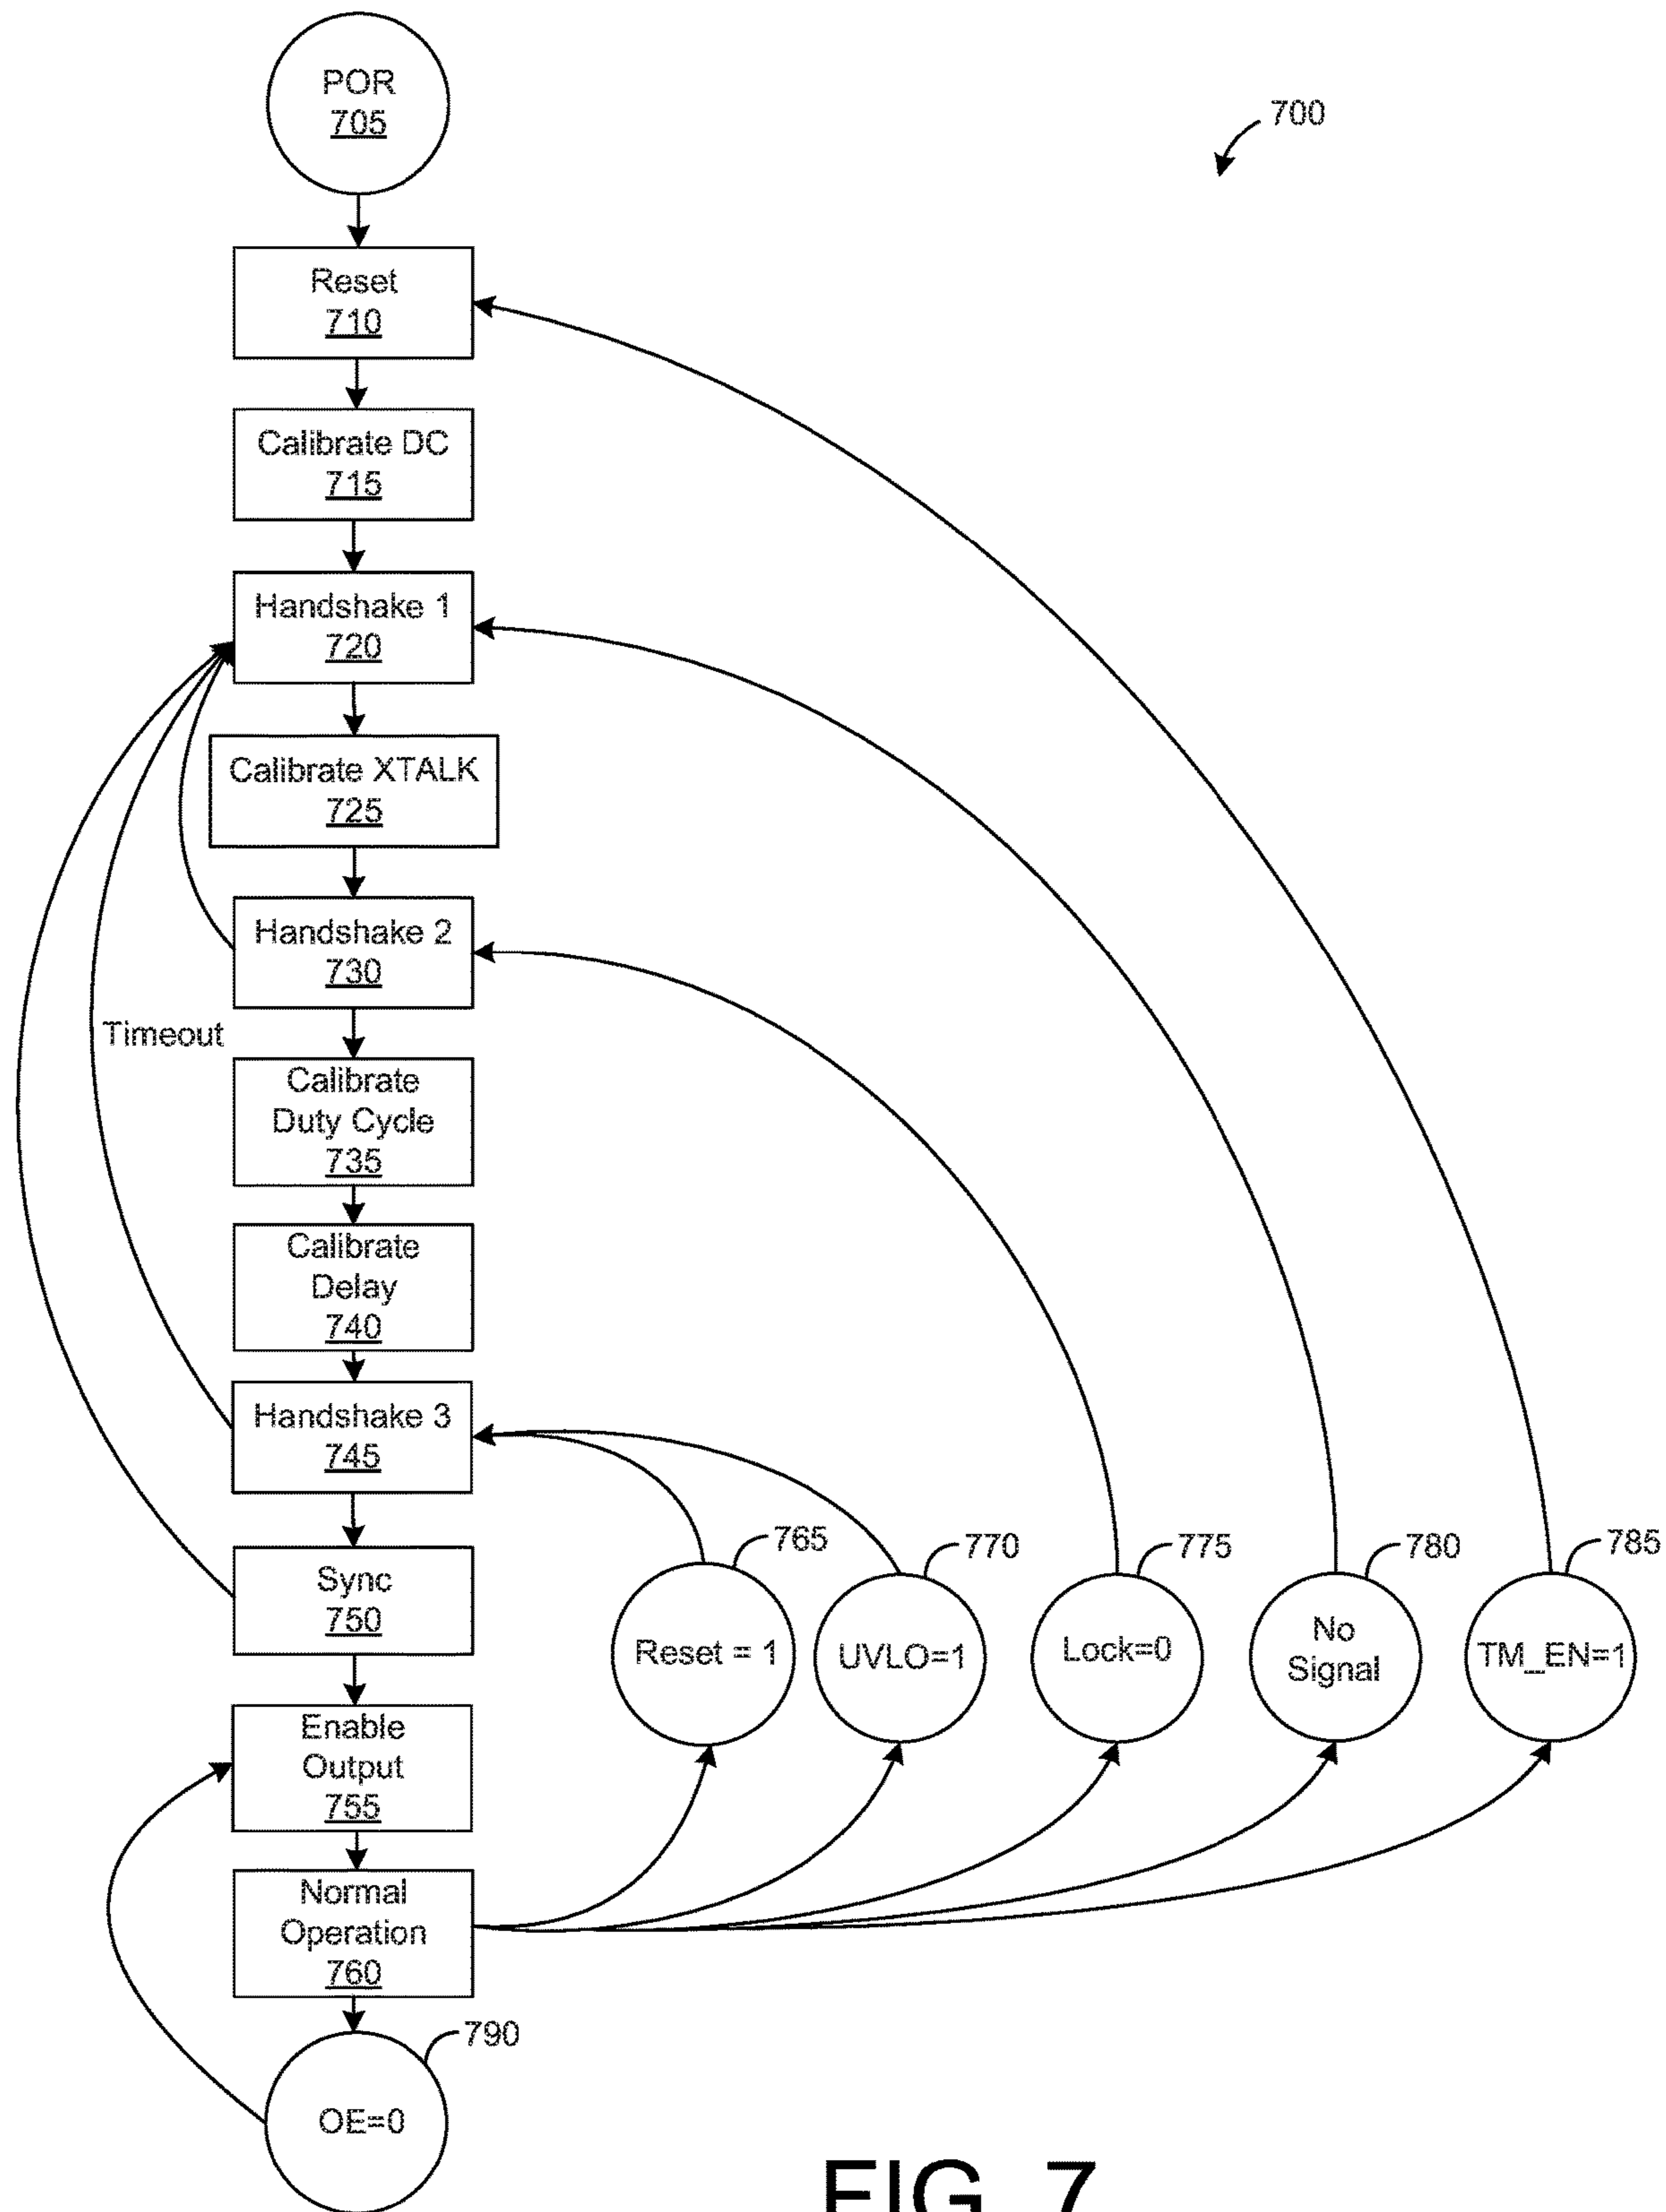 POR
705
700
Reset
710
Calibrate DC
715
Handshake 1
720
Calibrate XTALK
725
Handshake 2
730
Timeout
Calibrate
Duty Cycle
735
Calibrate
Delay
740
Handshake 3
745
Sync
750
765
Reset = 1
770
UVLO=1
775
Lock=0
780
No
Signal
785
TM_EN=1
Enable
Output
755
Normal
Operation
760
790
OE=0
FIG. 7